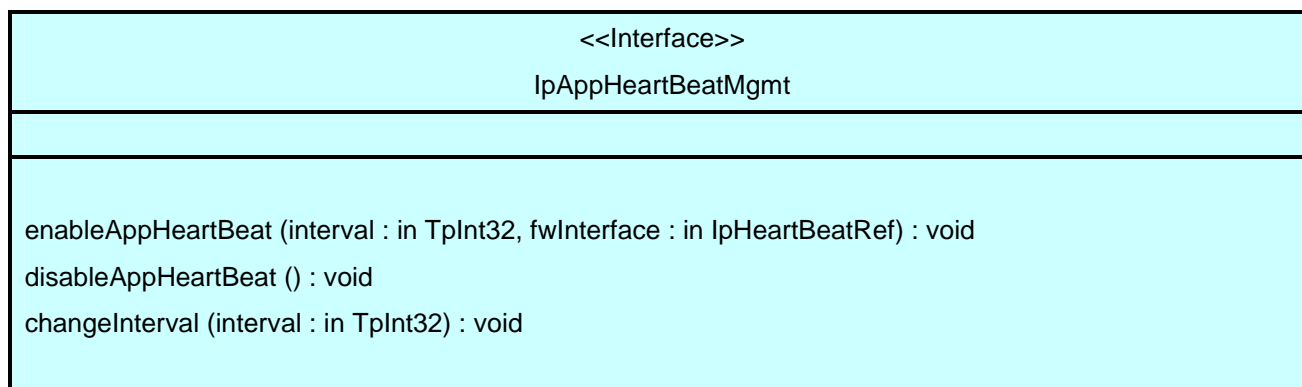 <<Interface>>
IpAppHeartBeatMgmt
enableAppHeartBeat (interval : in TpInt32, fwInterface : in IpHeartBeatRef) : void
disableAppHeartBeat () : void
changeInterval (interval : in TpInt32) : void